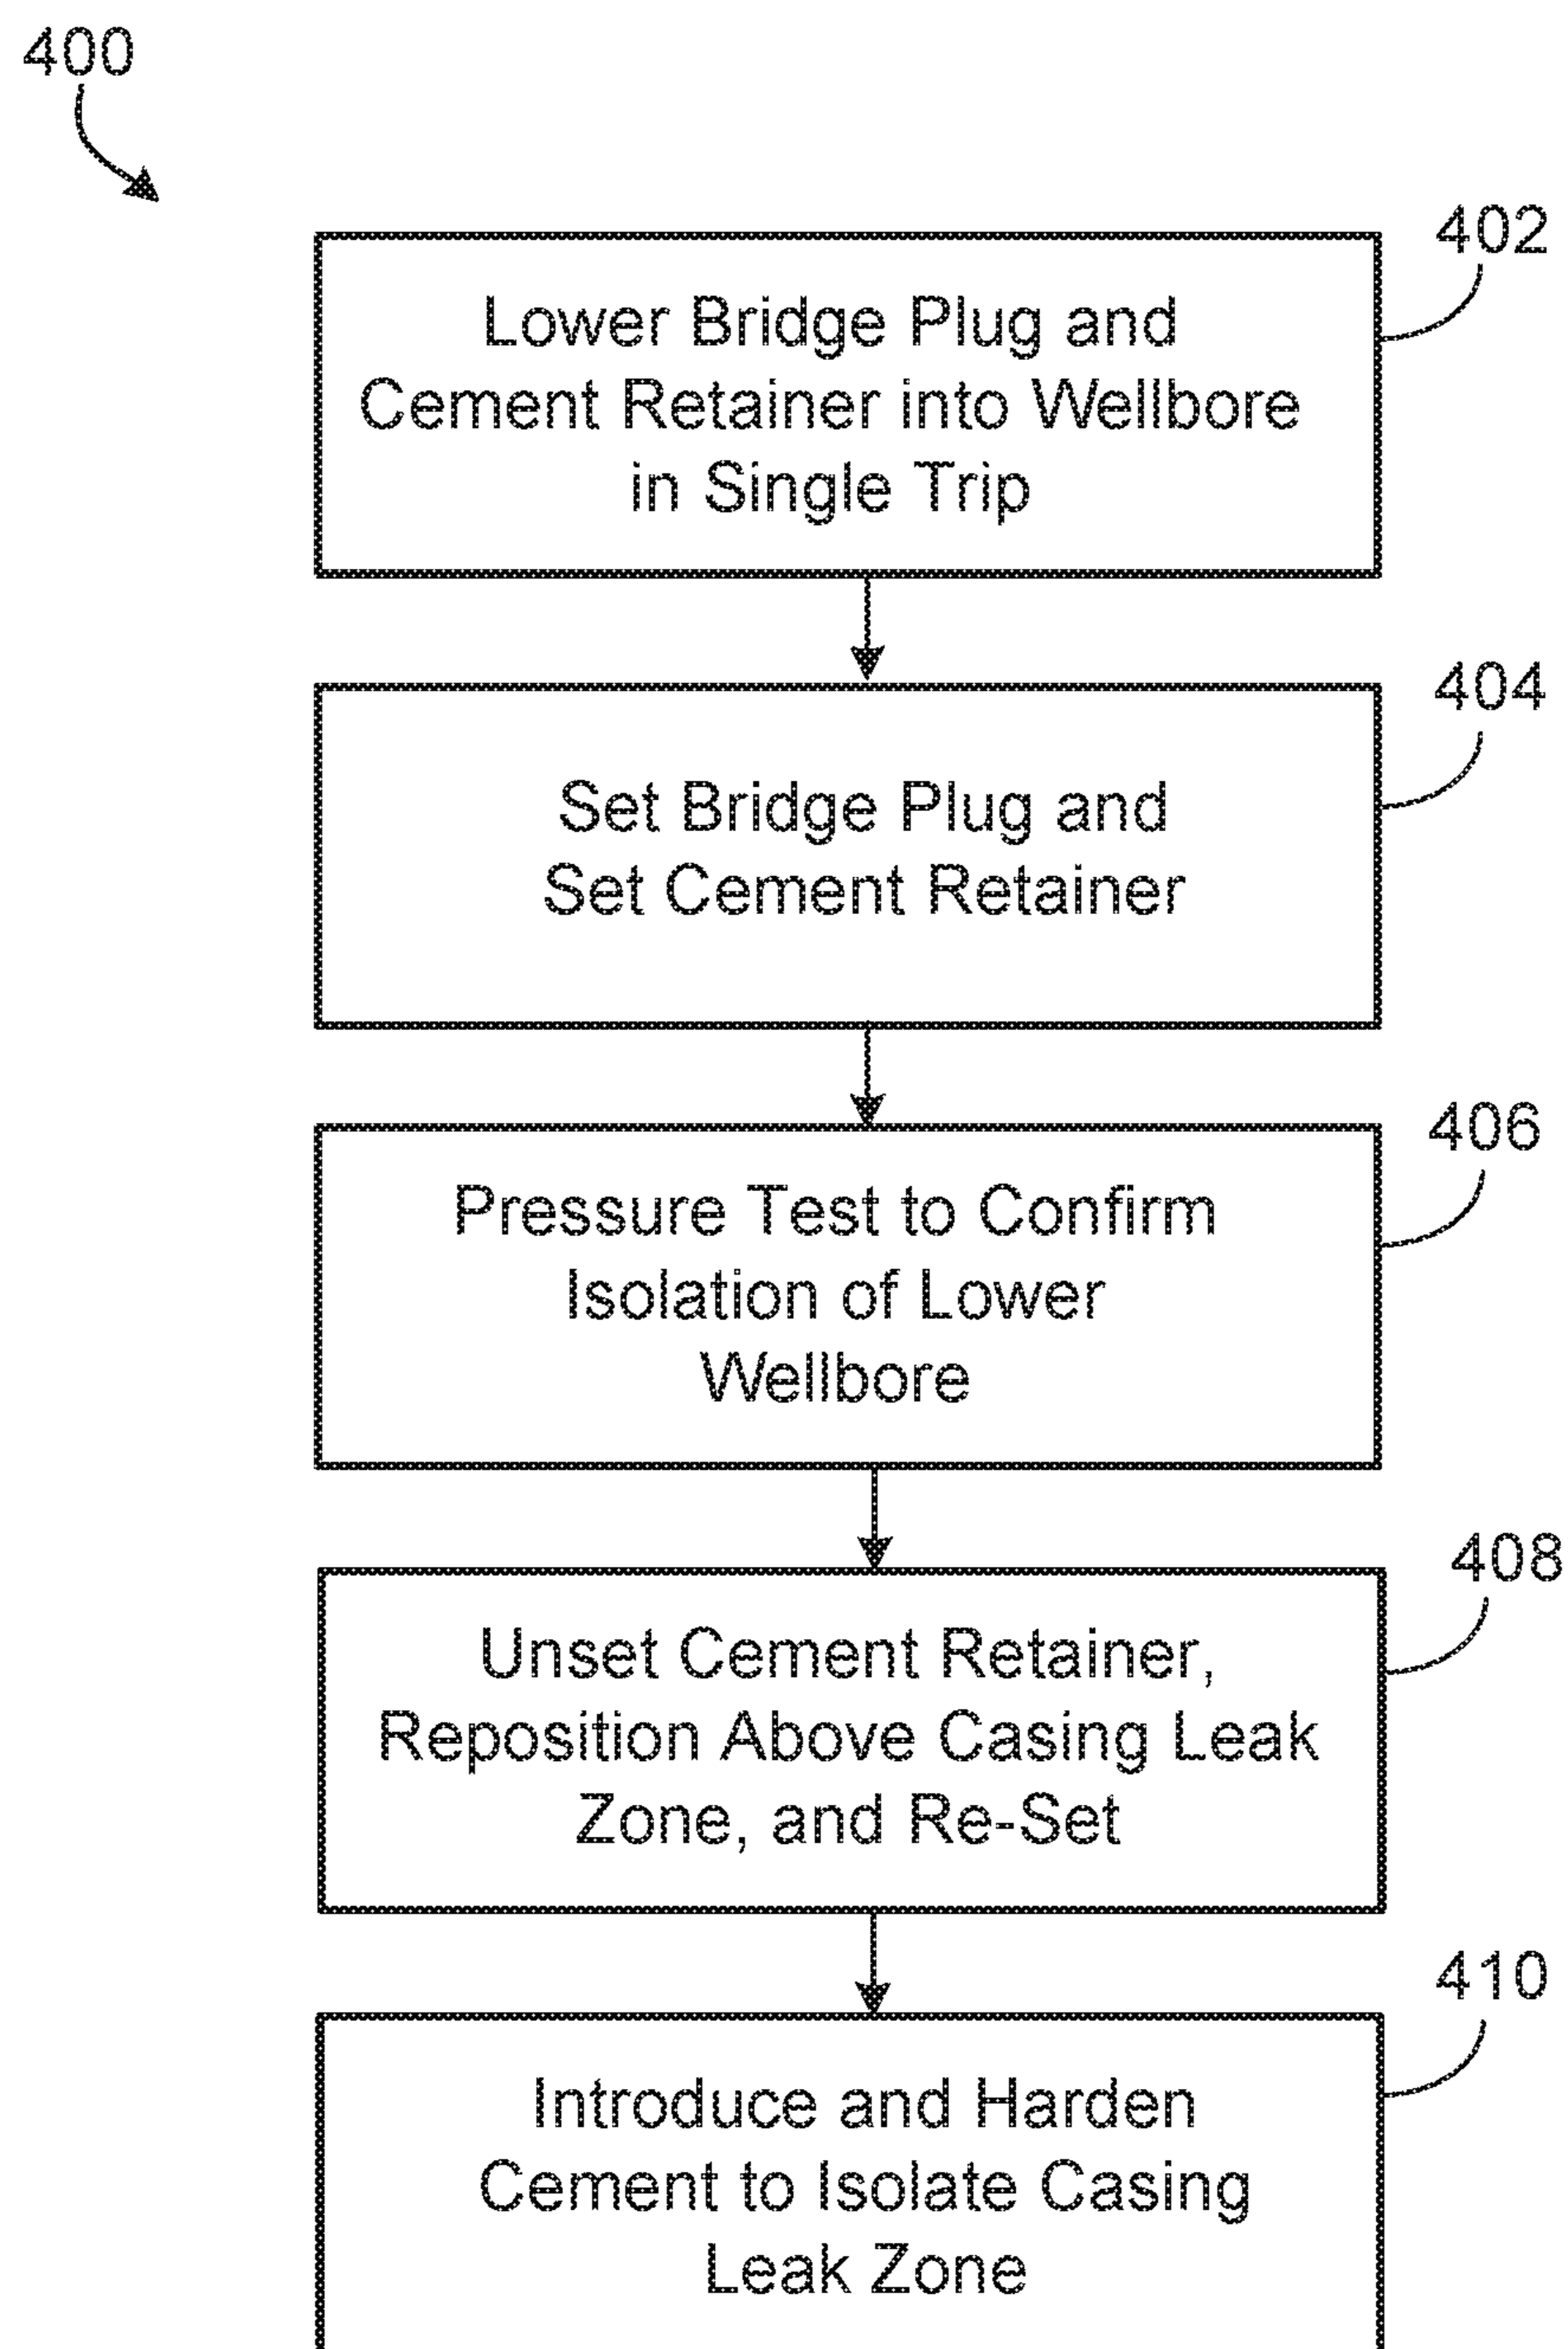 400
402
Lower Bridge Plug and
Cement Retainer into Wellbore
in Single Trip
404
Set Bridge Plug and
Set Cement Retainer
406
Pressure Test to Confirm
Isolation of Lower
Wellbore
408
Unset Cement Retainer,
Reposition Above Casing Leak
Zone, and Re-Set
410
Introduce and Harden
Cement to Isolate Casing
Leak Zone